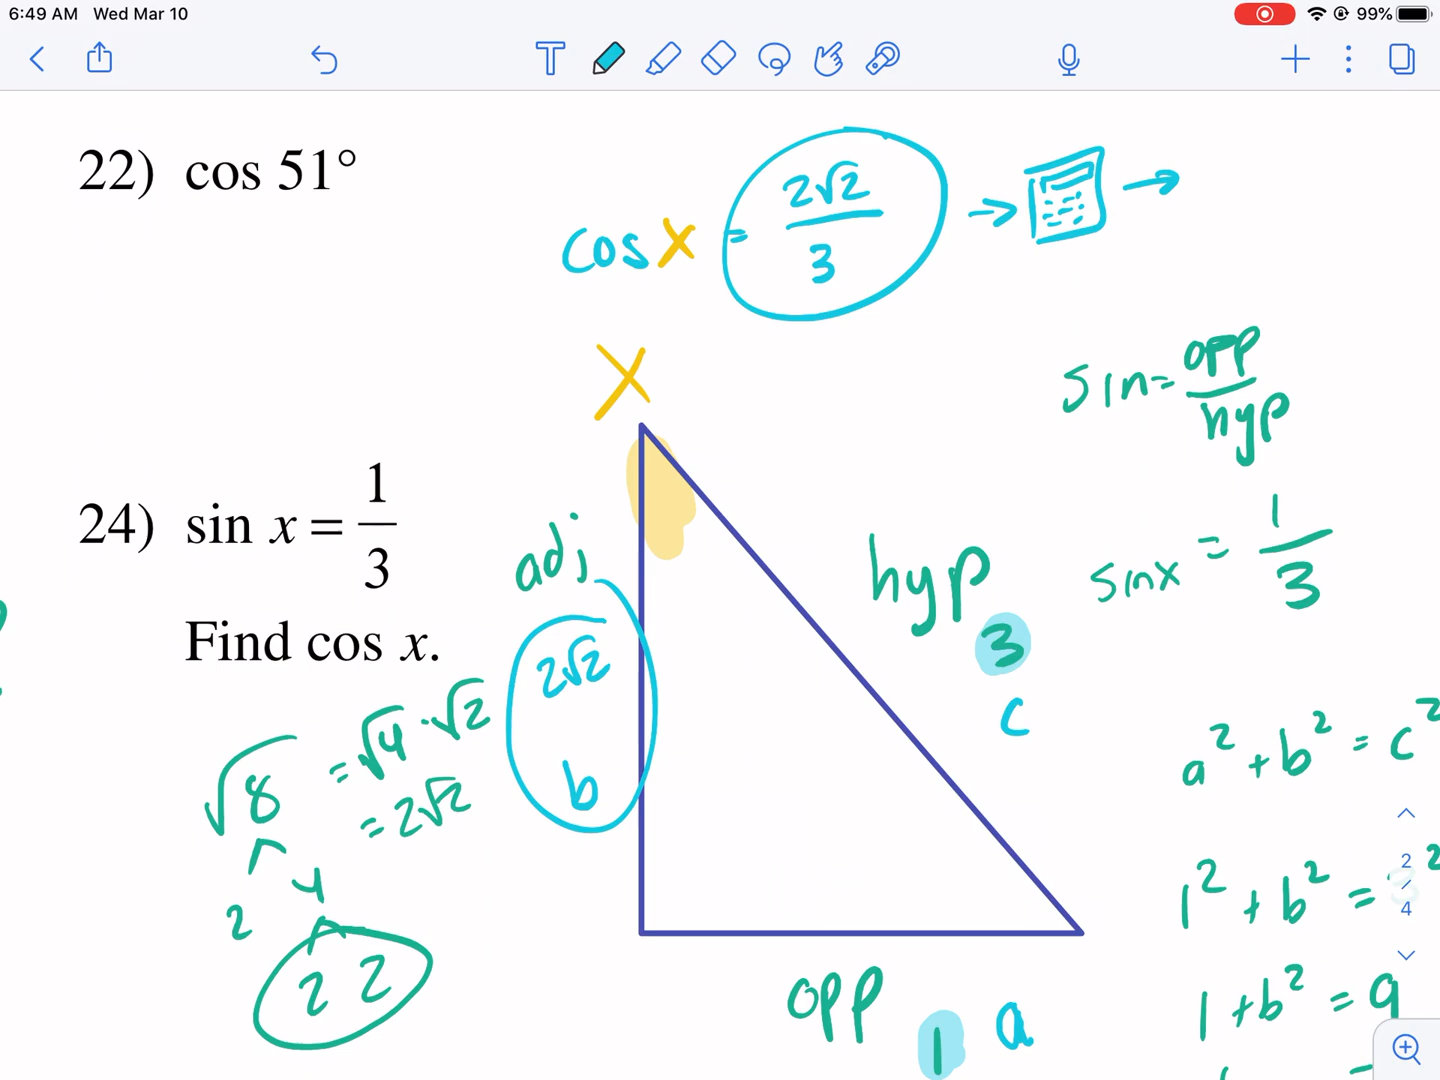 6:49 AM Wed Mar 10
99%
T
22) cos 51°
cos x = 2√2 / 3
X
sin = opp / hyp
24) sin x = 1 / 3
Find cos x.
adj
2√2
b
hyp
3
c
sin x = 1 / 3
√8 = √4 · √2
= 2√2
2 4
2 2
a² + b² = c²
1² + b² = 3²
1 + b² = 9
opp
1 a
2 / 4